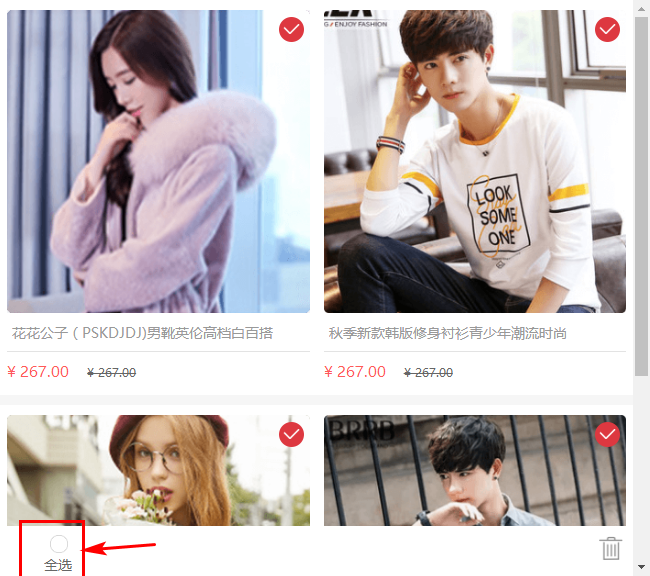 G / ENJOY FASHION
LOOK
SOME
ONE
花花公子 ( PSKDJDJ)男靴英伦高档白百搭
秋季新款韩版修身衬衫青少年潮流时尚
¥ 267.00 ¥ 267.00
¥ 267.00 ¥ 267.00
BRRB
全选